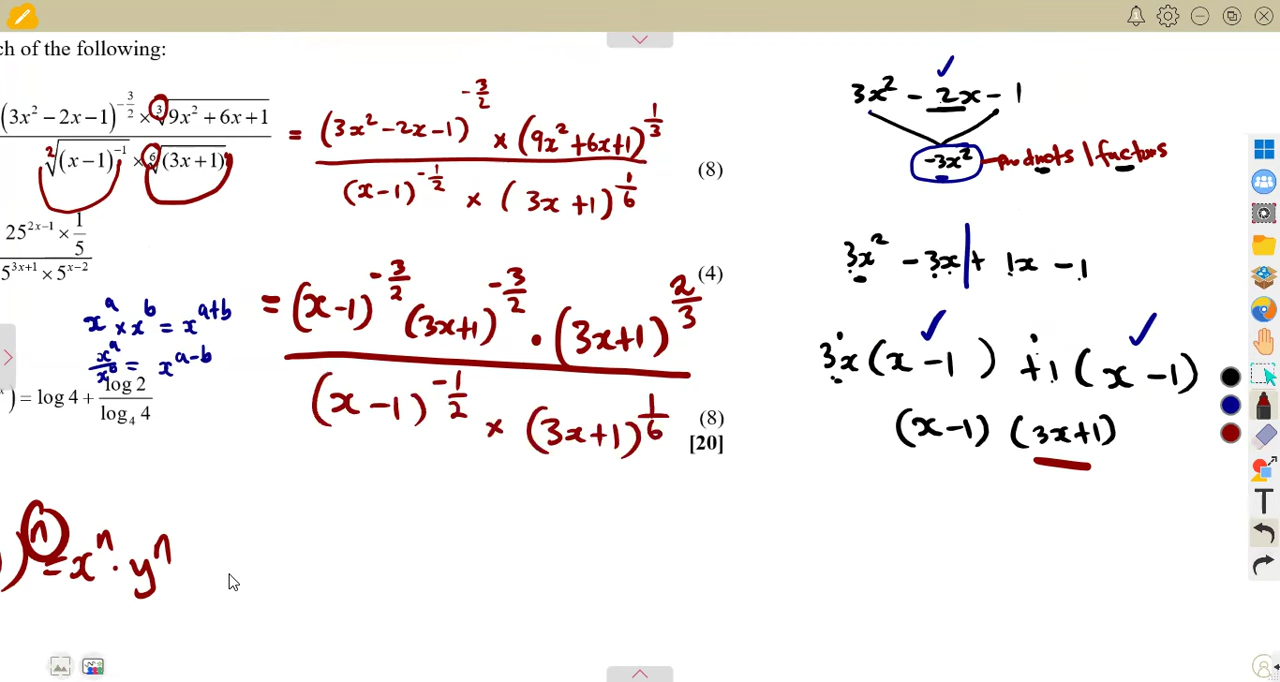 ch of the following:
(3x² − 2x − 1)^{-3/2} × ∛(9x² + 6x + 1)
²√(x − 1)^{-1} × ⁶√(3x + 1)
= (3x² − 2x − 1)^{-3/2} × (9x² + 6x + 1)^{1/3}
(x − 1)^{-1/2} × (3x + 1)^{1/6}
(8)
25^{2x−1} × 1/5
5^{3x+1} × 5^{x−2}
(4)
x^a × x^b = x^{a+b}
x^a/x^b = x^{a−b}
) = log 4 + log 2 / log₄ 4
= (x − 1)^{-3/2} (3x + 1)^{-3/2} · (3x + 1)^{2/3}
(x − 1)^{-1/2} × (3x + 1)^{1/6}
(8)
[20]
)^n = x^n · y^n
3x² − 2x − 1
-3x² products | factors
3x² − 3x + 1x − 1
3x(x − 1) + 1(x − 1)
(x − 1) (3x + 1)
T